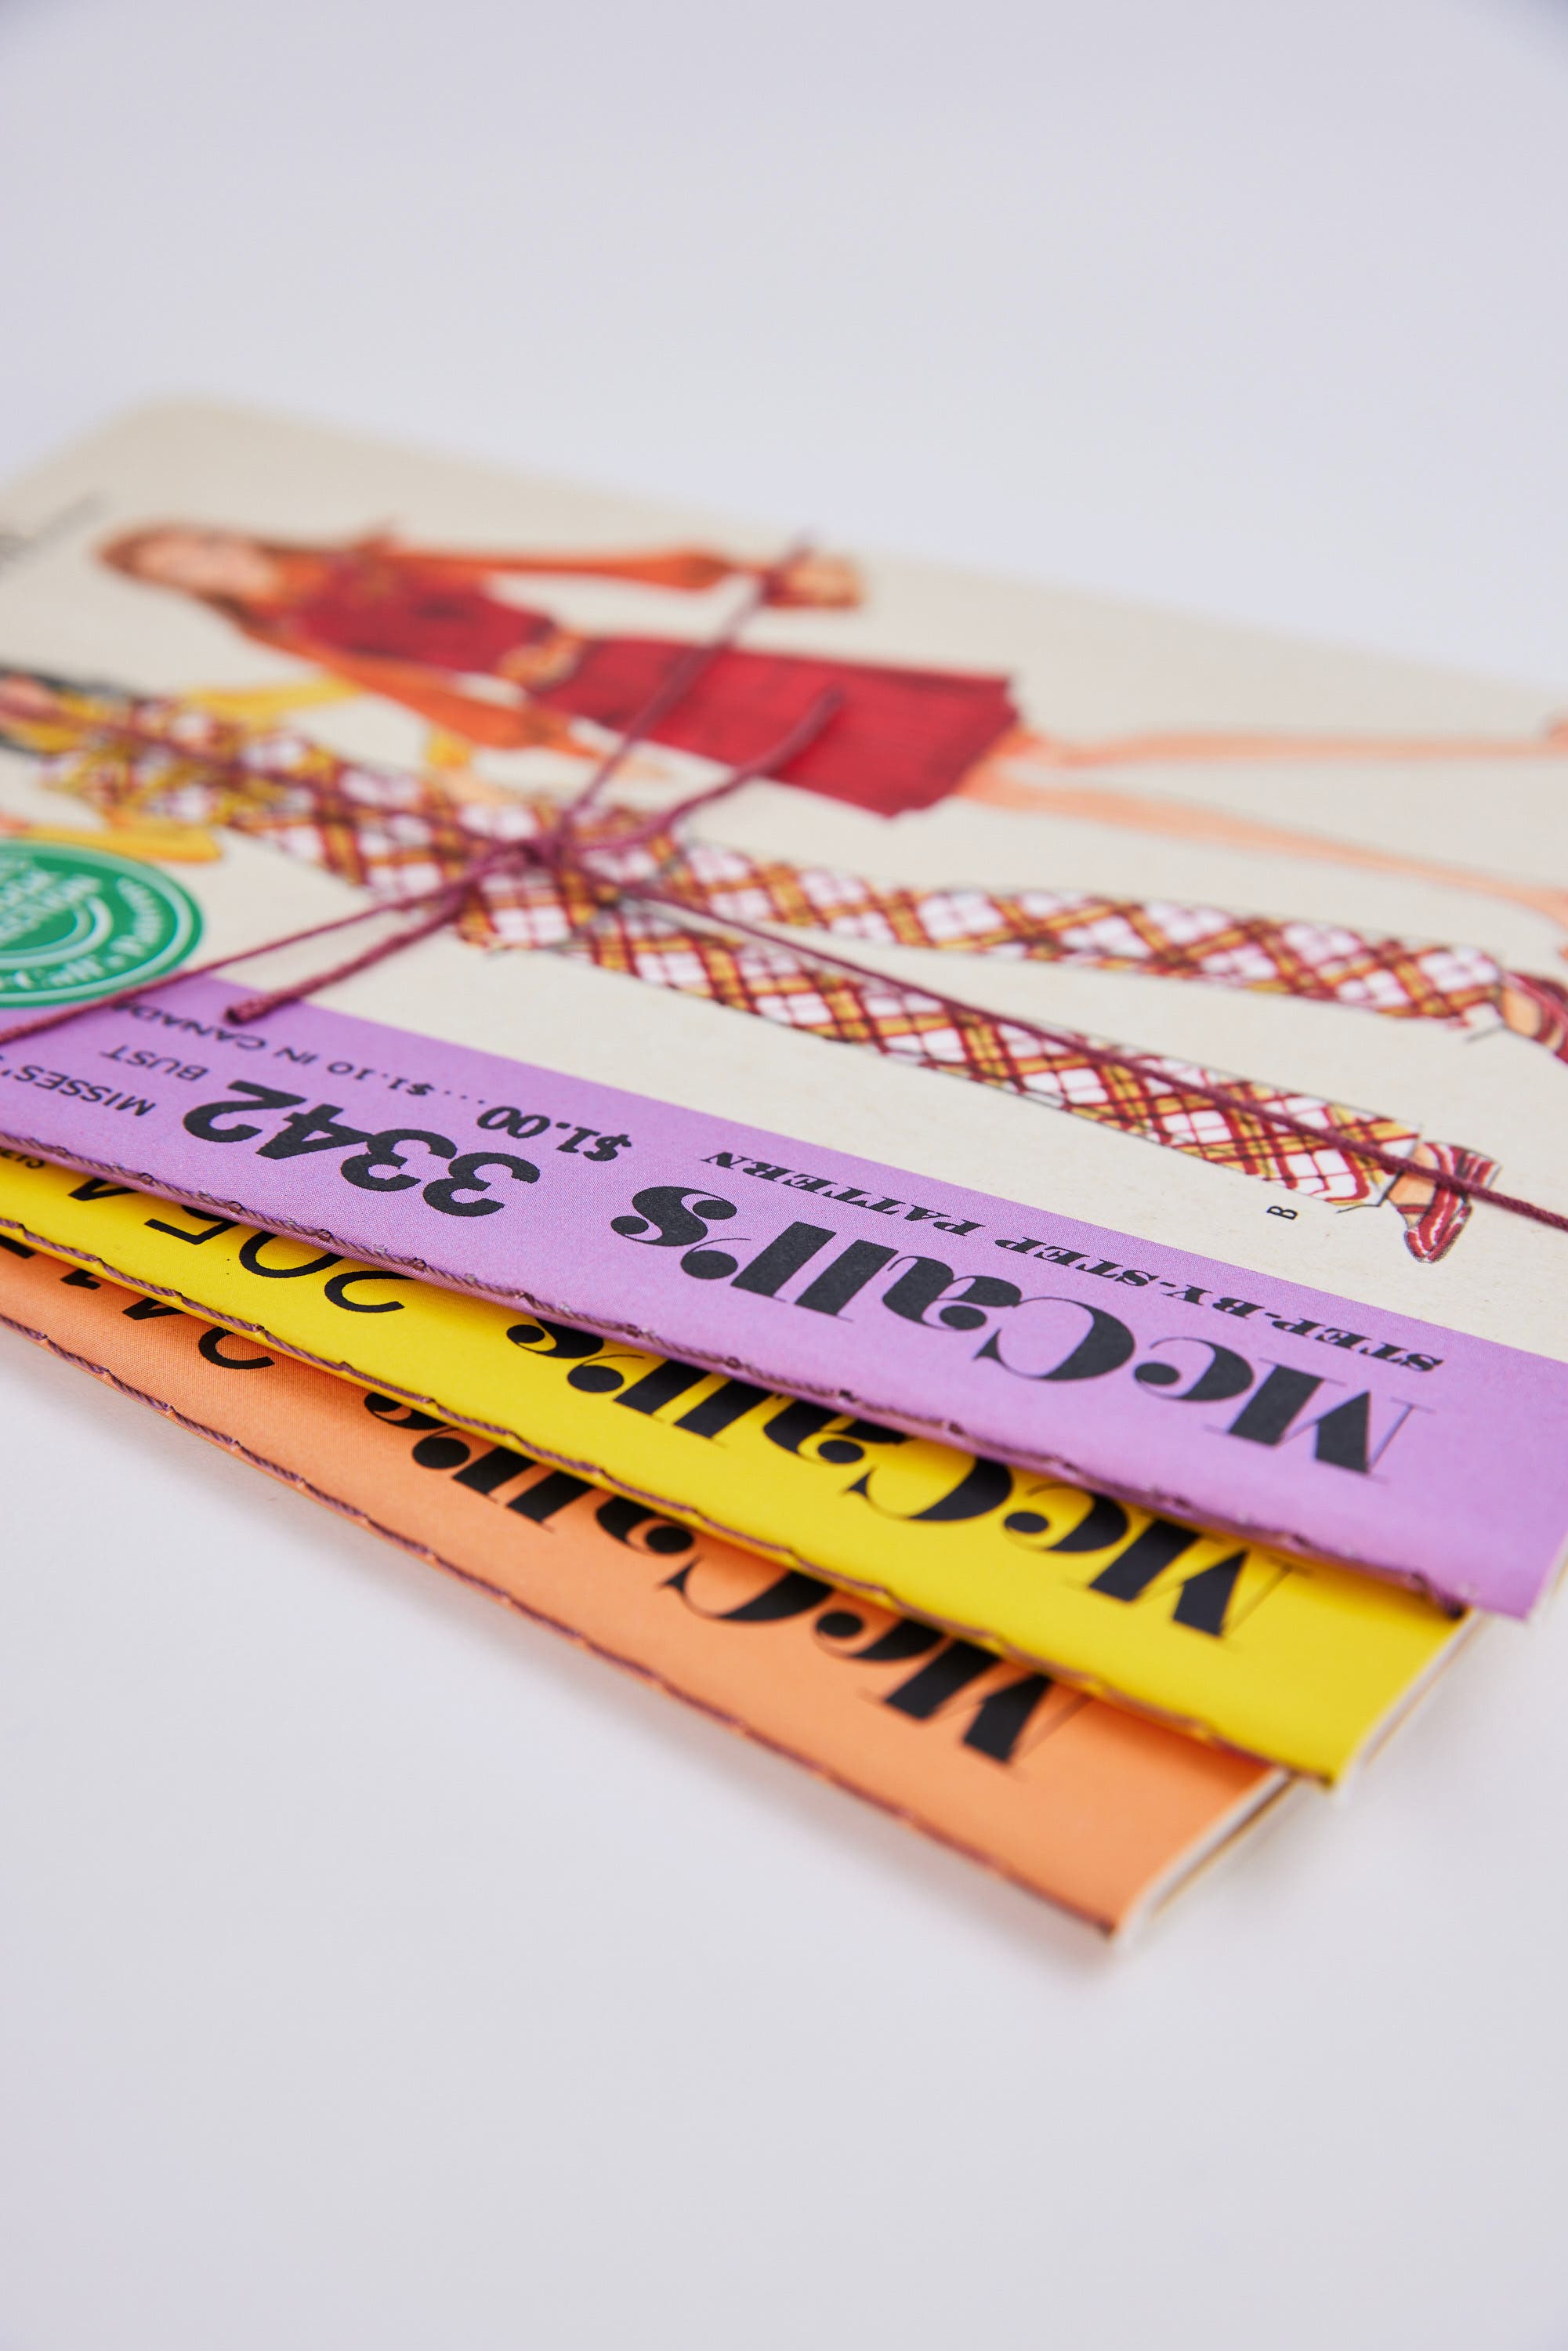 McCall's
STEP-BY-STEP PATTERN
3342
$1.00....$1.10 IN CANADA
MISSES'
BUST
B
McCall's
McCall's